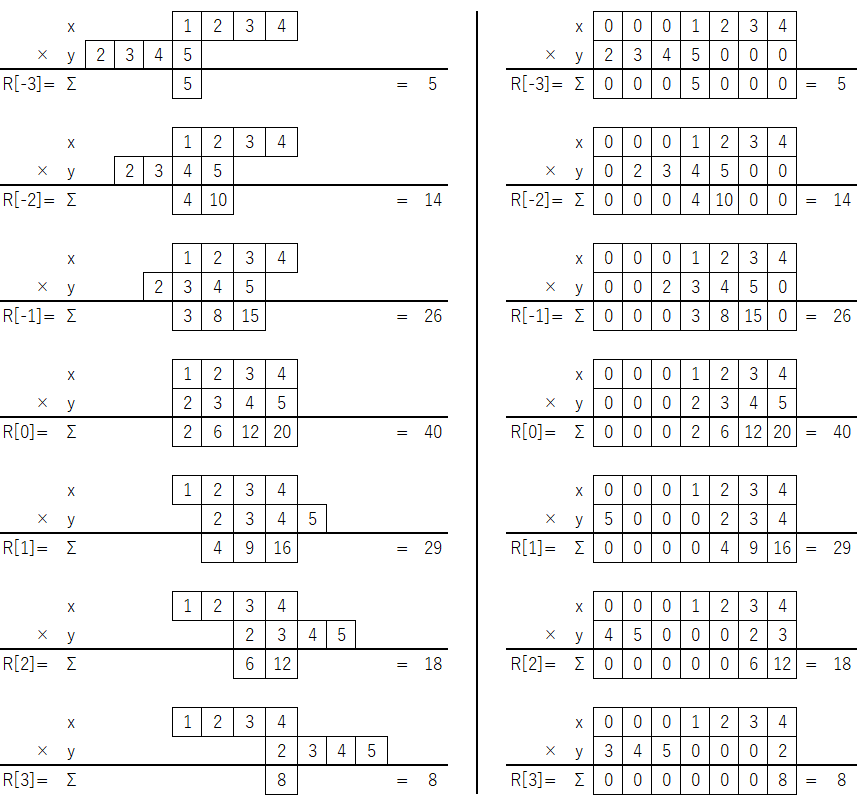 x 1 2 3 4
× y 2 3 4 5
R[-3]= Σ 5 = 5
x 1 2 3 4
× y 2 3 4 5
R[-2]= Σ 4 10 = 14
x 1 2 3 4
× y 2 3 4 5
R[-1]= Σ 3 8 15 = 26
x 1 2 3 4
× y 2 3 4 5
R[0]= Σ 2 6 12 20 = 40
x 1 2 3 4
× y 2 3 4 5
R[1]= Σ 4 9 16 = 29
x 1 2 3 4
× y 2 3 4 5
R[2]= Σ 6 12 = 18
x 1 2 3 4
× y 2 3 4 5
R[3]= Σ 8 = 8
x 0 0 0 1 2 3 4
× y 2 3 4 5 0 0 0
R[-3]= Σ 0 0 0 5 0 0 0 = 5
x 0 0 0 1 2 3 4
× y 0 2 3 4 5 0 0
R[-2]= Σ 0 0 0 4 10 0 0 = 14
x 0 0 0 1 2 3 4
× y 0 0 2 3 4 5 0
R[-1]= Σ 0 0 0 3 8 15 0 = 26
x 0 0 0 1 2 3 4
× y 0 0 0 2 3 4 5
R[0]= Σ 0 0 0 2 6 12 20 = 40
x 0 0 0 1 2 3 4
× y 5 0 0 0 2 3 4
R[1]= Σ 0 0 0 0 4 9 16 = 29
x 0 0 0 1 2 3 4
× y 4 5 0 0 0 2 3
R[2]= Σ 0 0 0 0 0 6 12 = 18
x 0 0 0 1 2 3 4
× y 3 4 5 0 0 0 2
R[3]= Σ 0 0 0 0 0 0 8 = 8